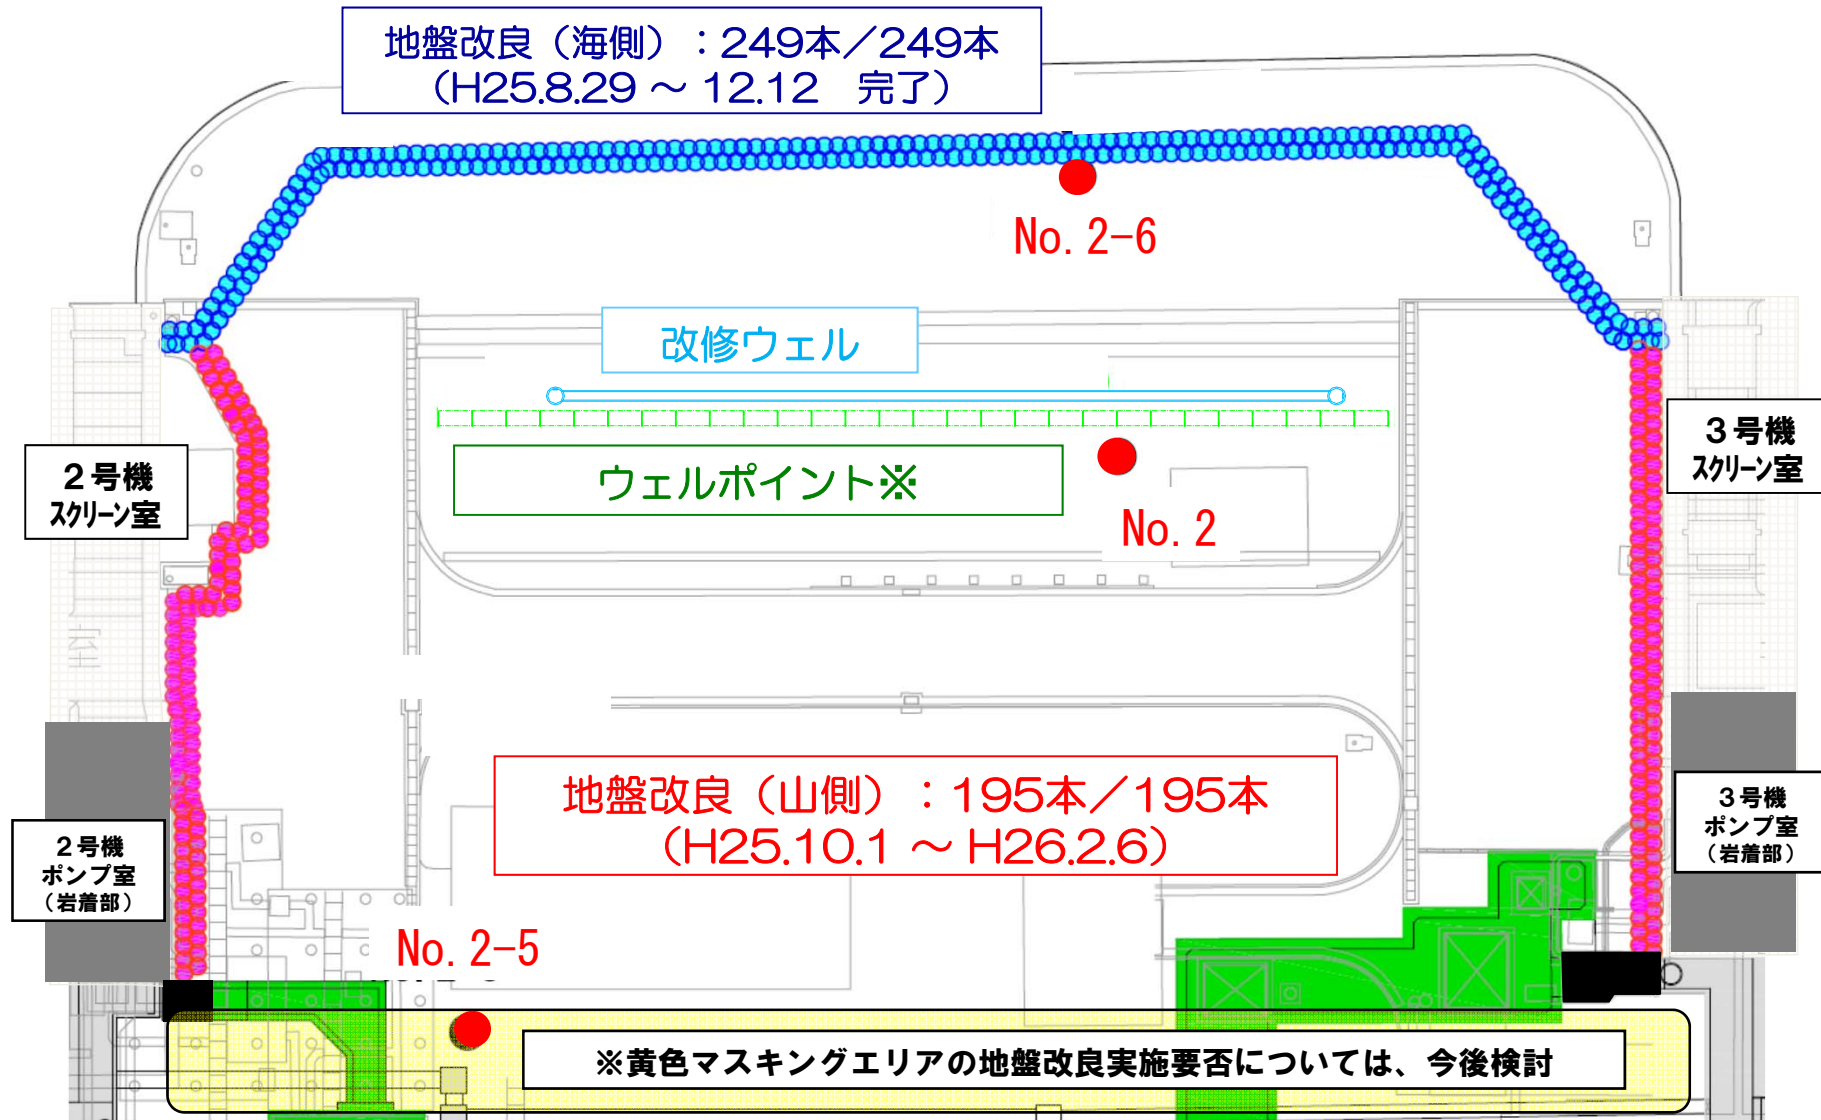 地盤改良（海側）：249本／249本
（H25.8.29 ～ 12.12　完了）
No. 2-6
改修ウェル
２号機
スクリーン室
３号機
スクリーン室
ウェルポイント※
No. 2
地盤改良（山側）：195本／195本
（H25.10.1 ～ H26.2.6）
２号機
ポンプ室
（岩着部）
３号機
ポンプ室
（岩着部）
No. 2-5
※黄色マスキングエリアの地盤改良実施要否については、今後検討